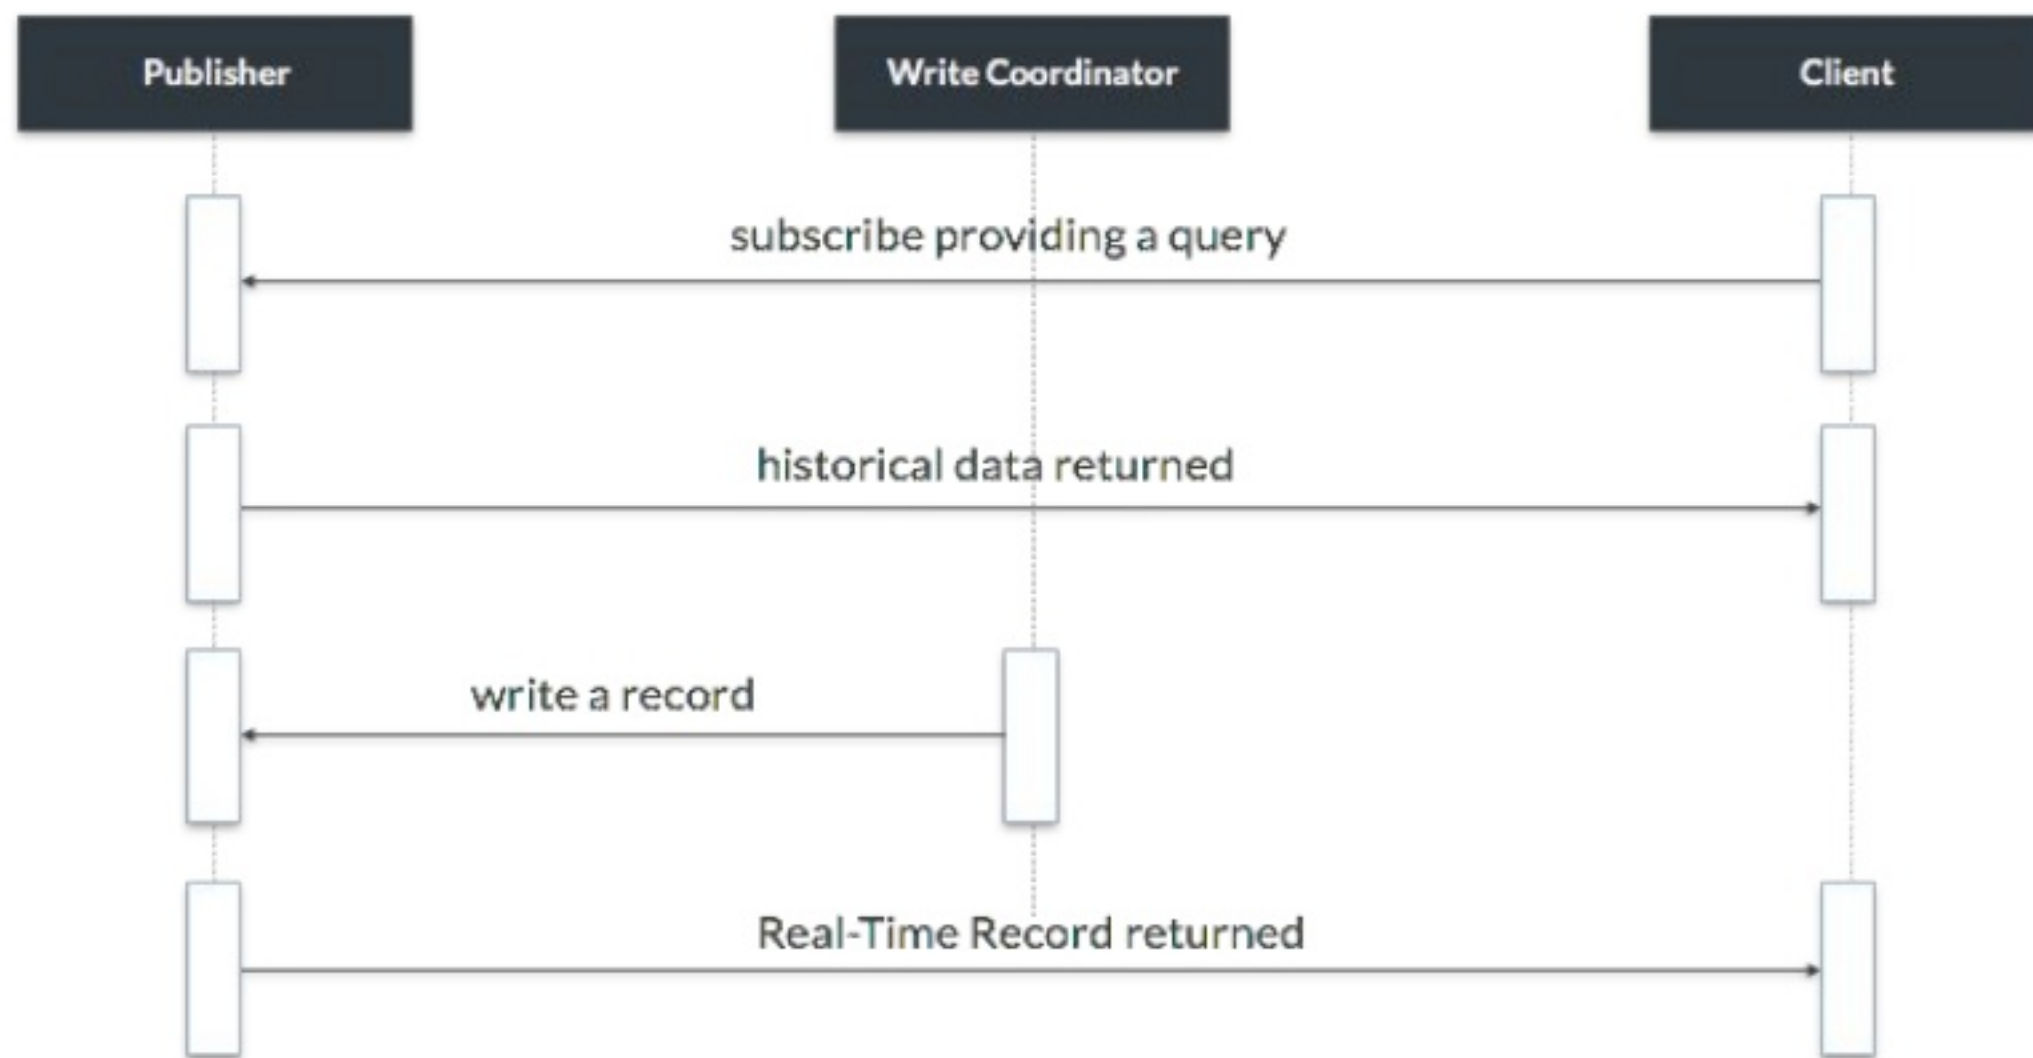 Publisher
Write Coordinator
Client
subscribe providing a query
historical data returned
write a record
Real-Time Record returned